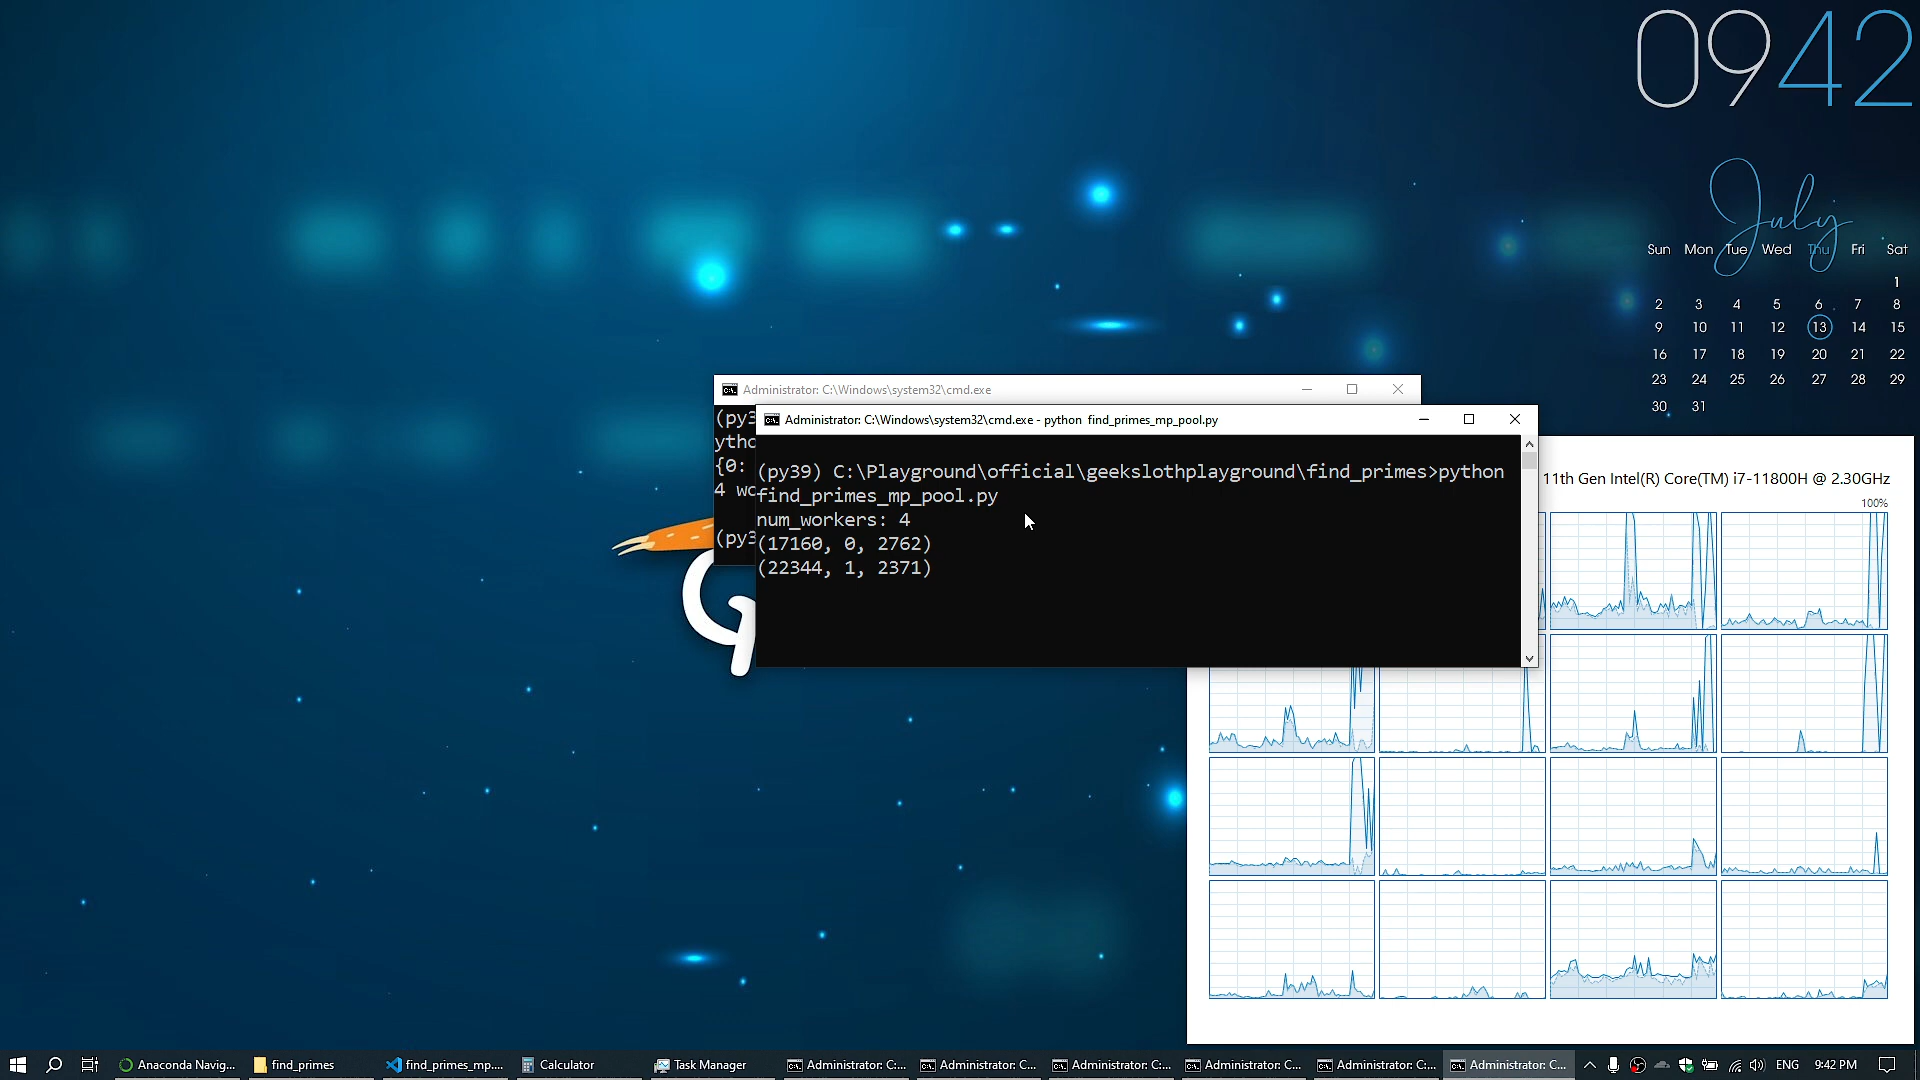 0942
July
Sun Mon Tue Wed Thu Fri Sat
1
2 3 4 5 6 7 8
9 10 11 12 13 14 15
16 17 18 19 20 21 22
23 24 25 26 27 28 29
30 31
Administrator: C:\Windows\system32\cmd.exe
(py3
ytho
{0:
4 wo
(py3
Administrator: C:\Windows\system32\cmd.exe - python find_primes_mp_pool.py
(py39) C:\Playground\official\geekslothplayground\find_primes>python
find_primes_mp_pool.py
num_workers: 4
(17160, 0, 2762)
(22344, 1, 2371)
11th Gen Intel(R) Core(TM) i7-11800H @ 2.30GHz
100%
Anaconda Navig... find_primes find_primes_mp.... Calculator Task Manager Administrator: C:... Administrator: C... Administrator: C:... Administrator: C... Administrator: C:... Administrator: C... ENG 9:42 PM